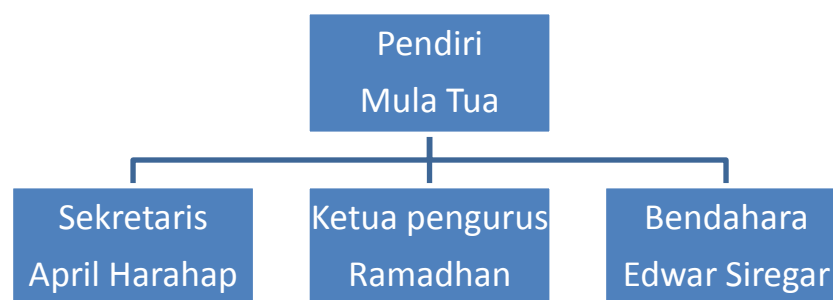 Pendiri
Mula Tua
Sekretaris
April Harahap
Ketua pengurus
Ramadhan
Bendahara
Edwar Siregar